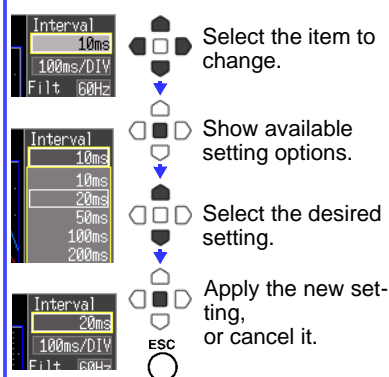 Interval
10ms
100ms/DIV
Filt 60Hz
Select the item to
change.
Interval
10ms
10ms
20ms
50ms
100ms
200ms
Show available
setting options.
Select the desired
setting.
Interval
20ms
100ms/DIV
Filt 60Hz
ESC
Apply the new set-
ting,
or cancel it.